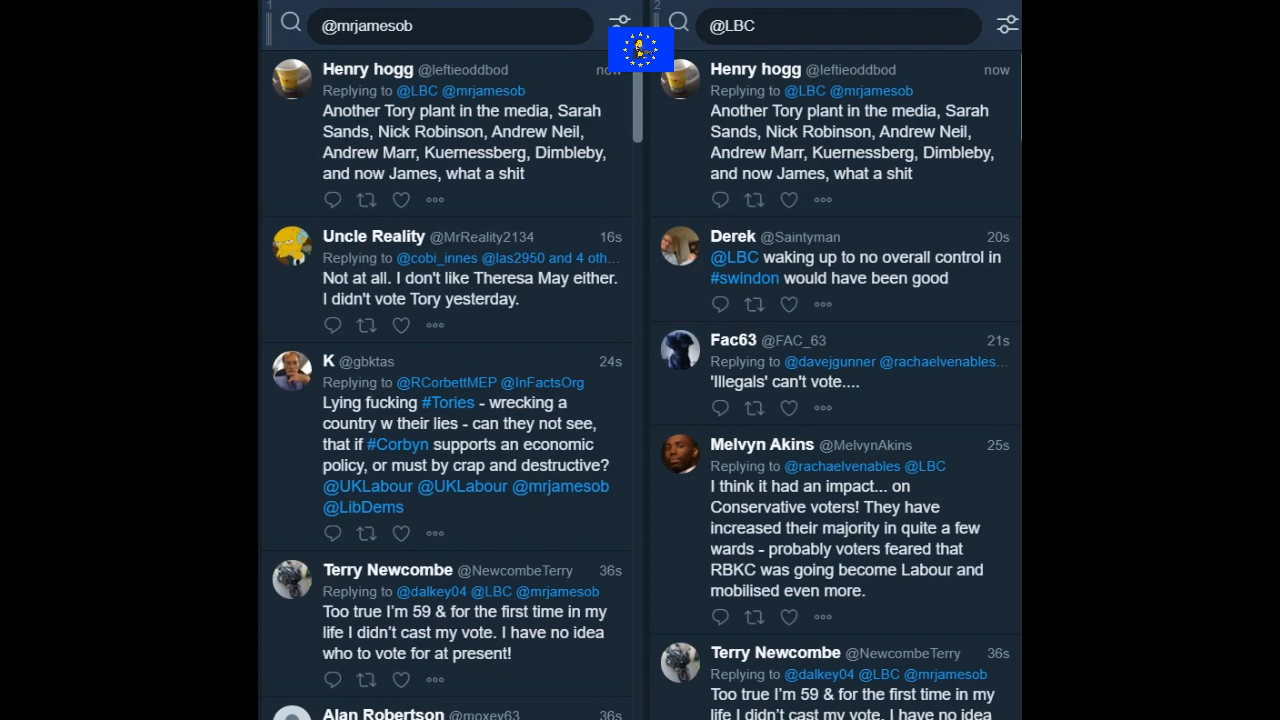 1
@mrjamesob
Henry hogg @leftieoddbod now
Replying to @LBC @mrjamesob
Another Tory plant in the media, Sarah
Sands, Nick Robinson, Andrew Neil,
Andrew Marr, Kuernessberg, Dimbleby,
and now James, what a shit
Uncle Reality @MrReality2134 16s
Replying to @cobi_innes @las2950 and 4 oth...
Not at all. I don't like Theresa May either.
I didn't vote Tory yesterday.
K @gbktas 24s
Replying to @RCorbettMEP @InFactsOrg
Lying fucking #Tories - wrecking a
country w their lies - can they not see,
that if #Corbyn supports an economic
policy, or must by crap and destructive?
@UKLabour @UKLabour @mrjamesob
@LibDems
Terry Newcombe @NewcombeTerry 36s
Replying to @dalkey04 @LBC @mrjamesob
Too true I'm 59 & for the first time in my
life I didn't cast my vote. I have no idea
who to vote for at present!
Alan Robertson @moxey63 36s
2
@LBC
Henry hogg @leftieoddbod now
Replying to @LBC @mrjamesob
Another Tory plant in the media, Sarah
Sands, Nick Robinson, Andrew Neil,
Andrew Marr, Kuernessberg, Dimbleby,
and now James, what a shit
Derek @Saintyman 20s
@LBC waking up to no overall control in
#swindon would have been good
Fac63 @FAC_63 21s
Replying to @davejgunner @rachaelvenables...
'Illegals' can't vote....
Melvyn Akins @MelvynAkins 25s
Replying to @rachaelvenables @LBC
I think it had an impact... on
Conservative voters! They have
increased their majority in quite a few
wards - probably voters feared that
RBKC was going become Labour and
mobilised even more.
Terry Newcombe @NewcombeTerry 36s
Replying to @dalkey04 @LBC @mrjamesob
Too true I'm 59 & for the first time in my
life I didn't cast my vote. I have no idea